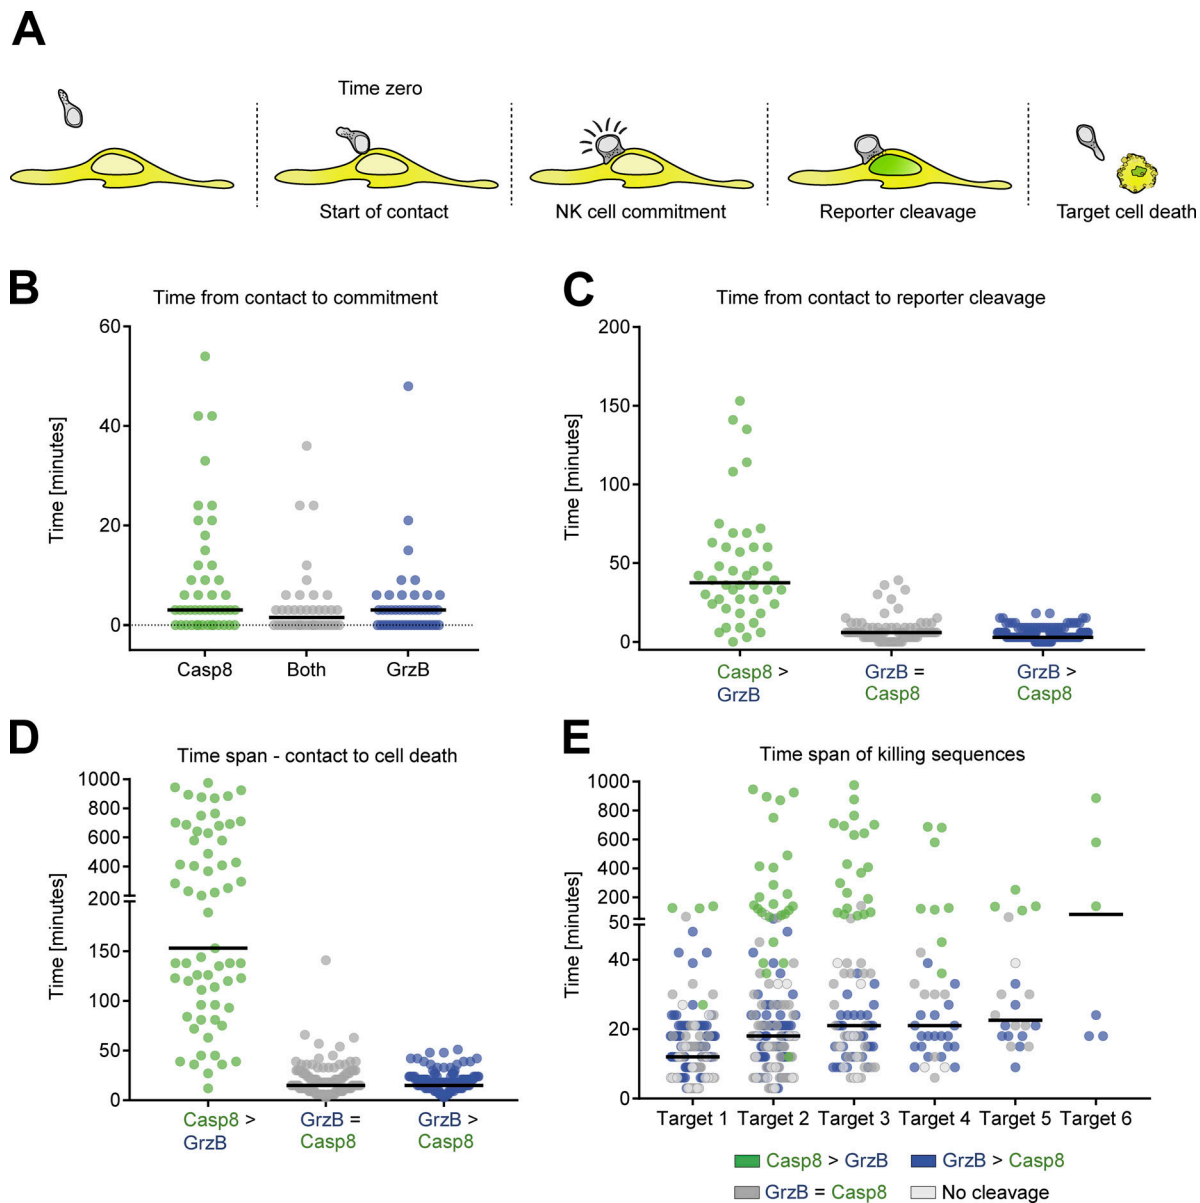 A
Time zero
Start of contact
NK cell commitment
Reporter cleavage
Target cell death
B
Time from contact to commitment
Time [minutes]
60
40
20
0
Casp8
Both
GrzB
C
Time from contact to reporter cleavage
Time [minutes]
200
150
100
50
0
Casp8 >
GrzB
GrzB =
Casp8
GrzB >
Casp8
D
Time span - contact to cell death
Time [minutes]
1000
800
600
400
200
150
100
50
0
Casp8 >
GrzB
GrzB =
Casp8
GrzB >
Casp8
E
Time span of killing sequences
Time [minutes]
1000
800
600
400
200
50
40
20
0
Target 1
Target 2
Target 3
Target 4
Target 5
Target 6
Casp8 > GrzB
GrzB > Casp8
GrzB = Casp8
No cleavage